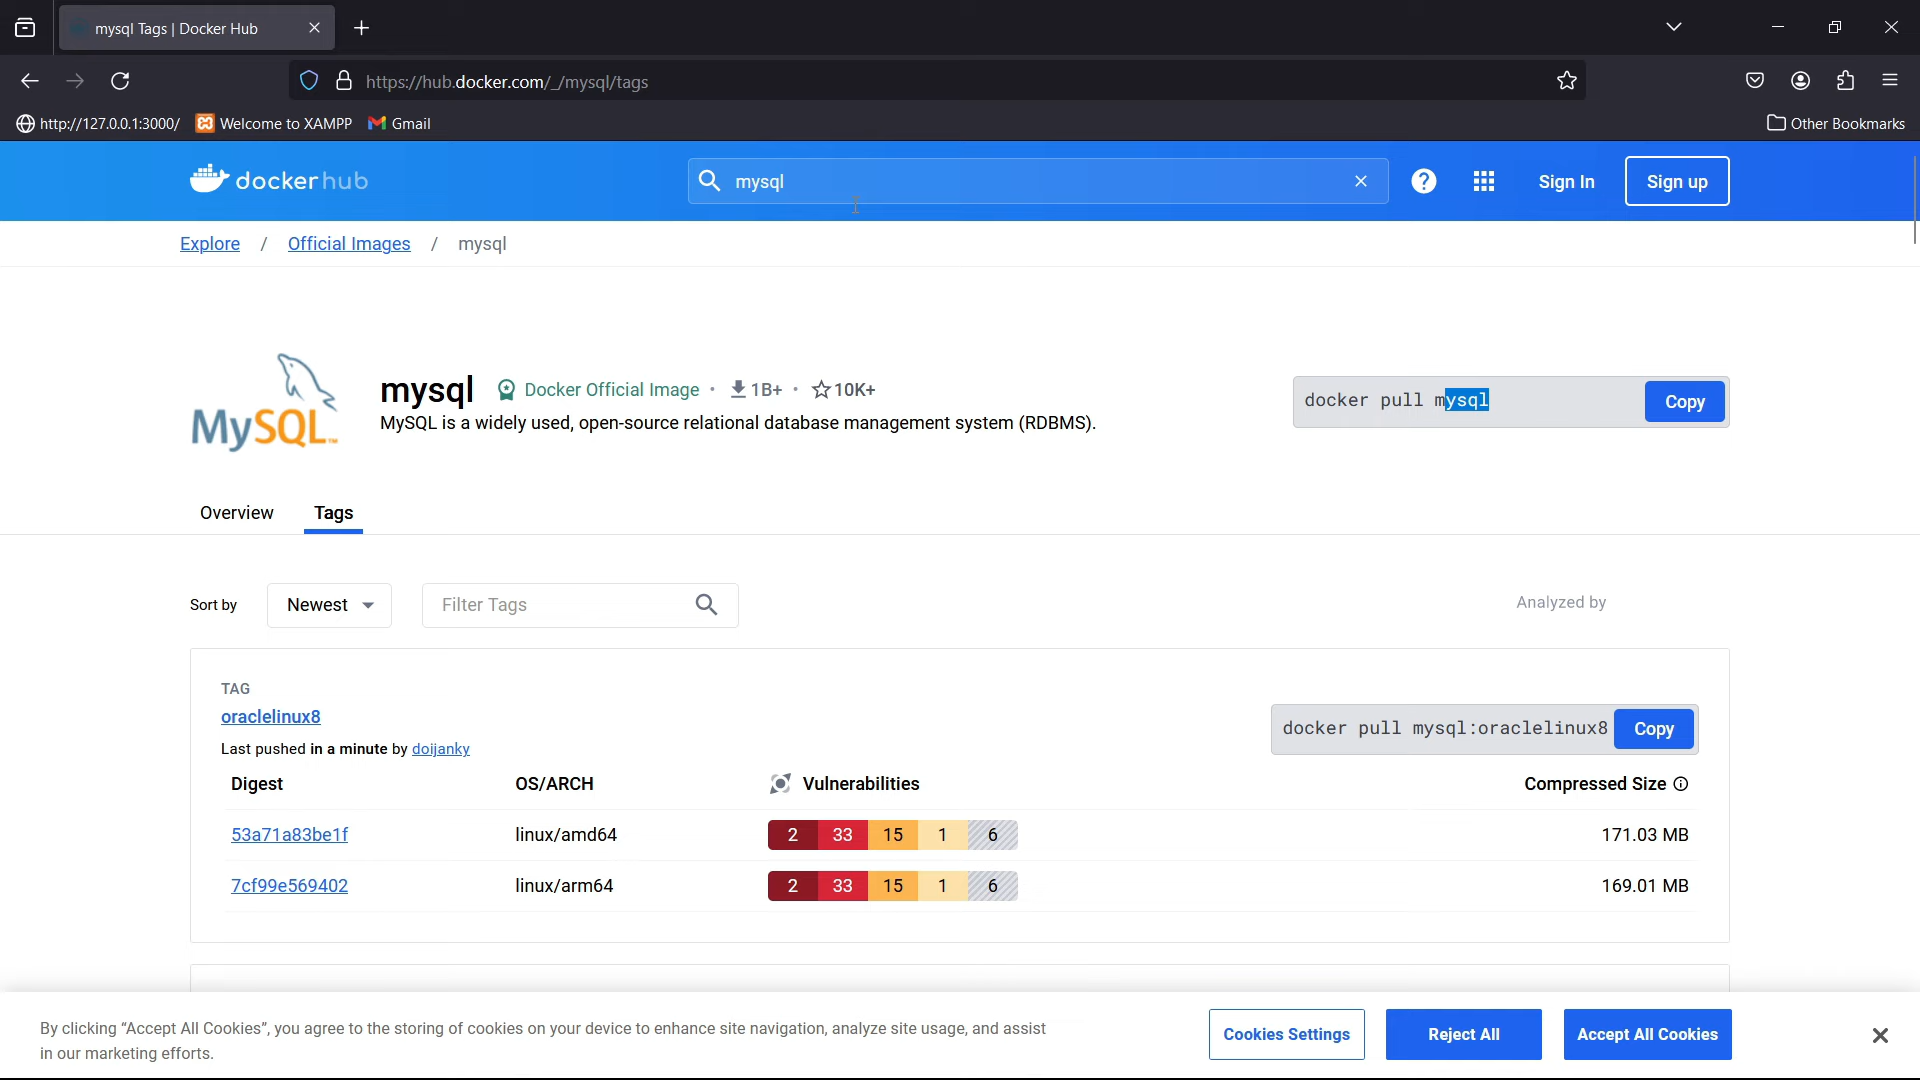 mysql Tags | Docker Hub
https://hub.docker.com/_/mysql/tags
http://127.0.0.1:3000/ Welcome to XAMPP Gmail Other Bookmarks
dockerhub mysql Sign In Sign up
Explore / Official Images / mysql
MySQL™
mysql Docker Official Image • 1B+ • 10K+
MySQL is a widely used, open-source relational database management system (RDBMS).
docker pull mysql Copy
Overview Tags
Sort by Newest Filter Tags Analyzed by
TAG
oraclelinux8
Last pushed in a minute by doijanky
docker pull mysql:oraclelinux8 Copy
Digest OS/ARCH Vulnerabilities Compressed Size
53a71a83be1f linux/amd64 2 33 15 1 6 171.03 MB
7cf99e569402 linux/arm64 2 33 15 1 6 169.01 MB
By clicking “Accept All Cookies”, you agree to the storing of cookies on your device to enhance site navigation, analyze site usage, and assist
in our marketing efforts.
Cookies Settings Reject All Accept All Cookies